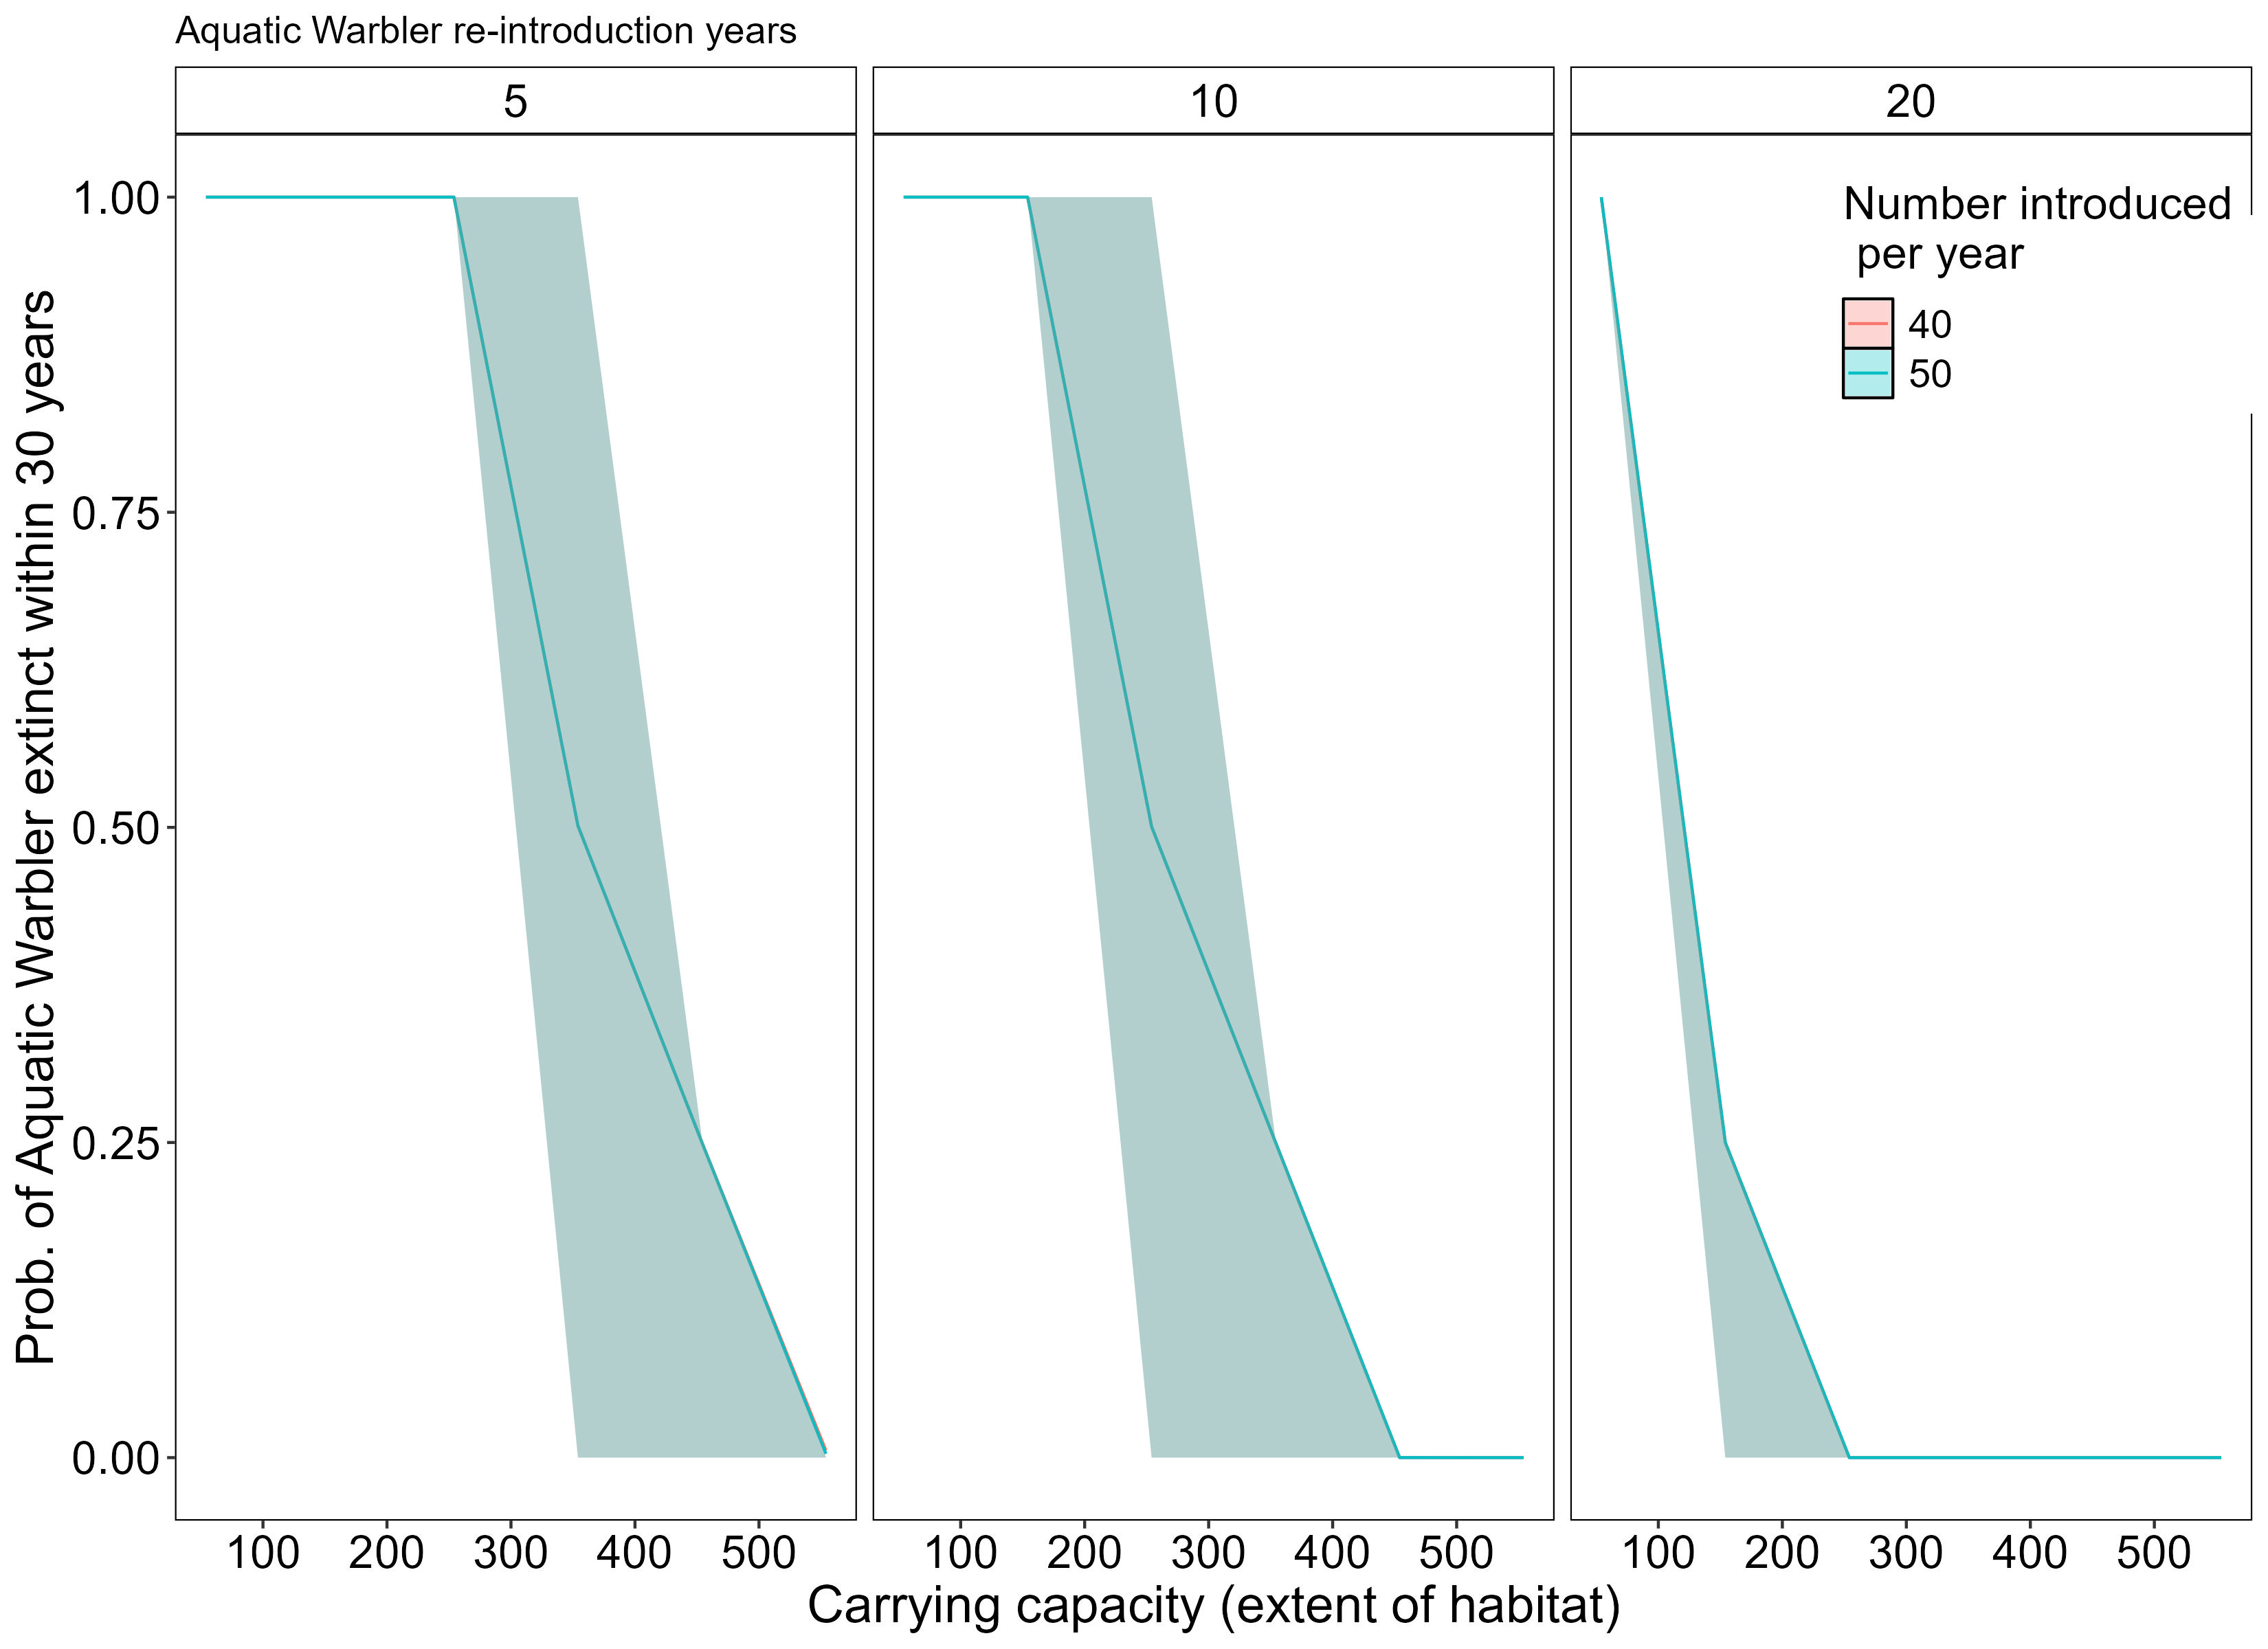 Aquatic Warbler re-introduction years
5
10
20
Prob. of Aquatic Warbler extinct within 30 years
1.00
0.75
0.50
0.25
0.00
Number introduced
per year
40
50
100 200 300 400 500
100 200 300 400 500
100 200 300 400 500
Carrying capacity (extent of habitat)